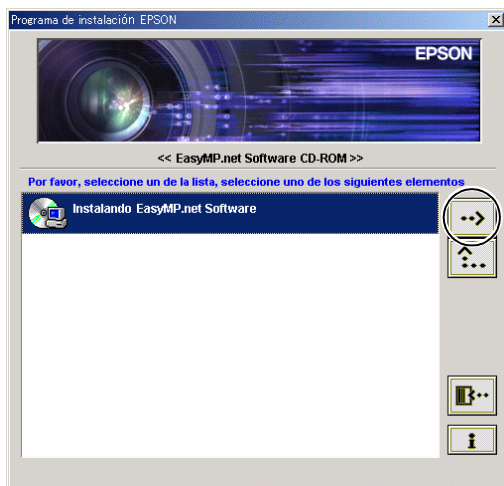 Programa de instalación EPSON
EPSON
<< EasyMP.net Software CD-ROM >>
Por favor, seleccione un de la lista, seleccione uno de los siguientes elementos
Instalando EasyMP.net Software